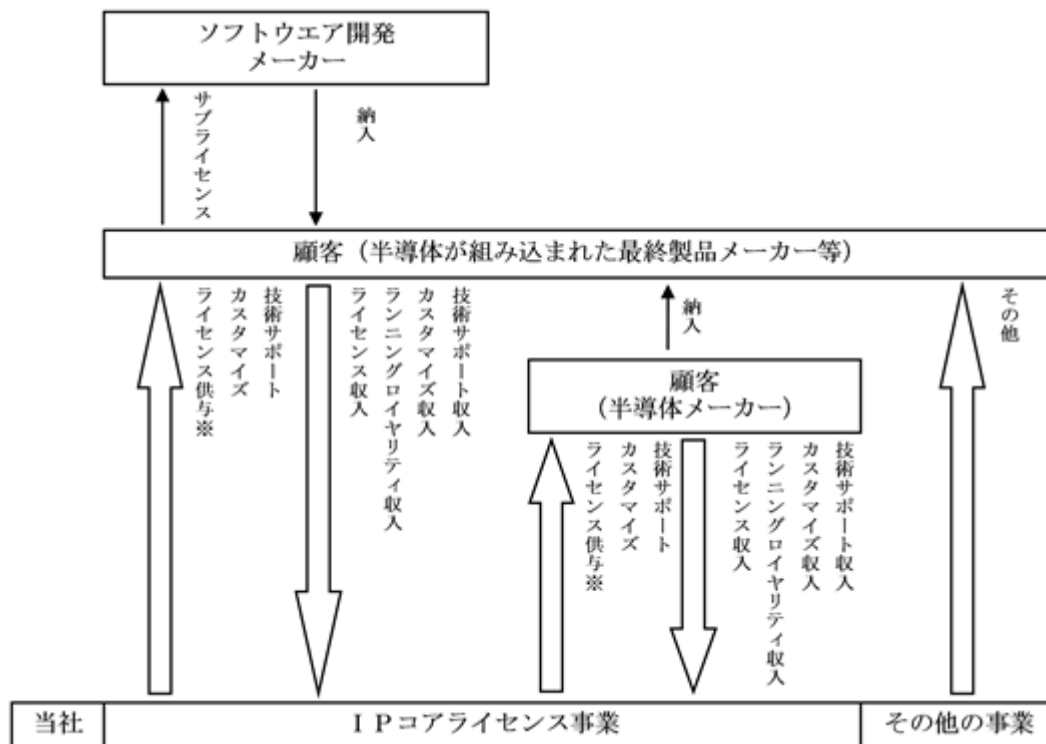 ソフトウエア開発
メーカー
サブライセンス
納入
顧客（半導体が組み込まれた最終製品メーカー等）
技術サポート
カスタマイズ
ライセンス供与※
技術サポート収入
カスタマイズ収入
ランニングロイヤリティ収入
ライセンス収入
納入
その他
顧客
（半導体メーカー）
技術サポート
カスタマイズ
ライセンス供与※
技術サポート収入
カスタマイズ収入
ランニングロイヤリティ収入
ライセンス収入
当社
ＩＰコアライセンス事業
その他の事業